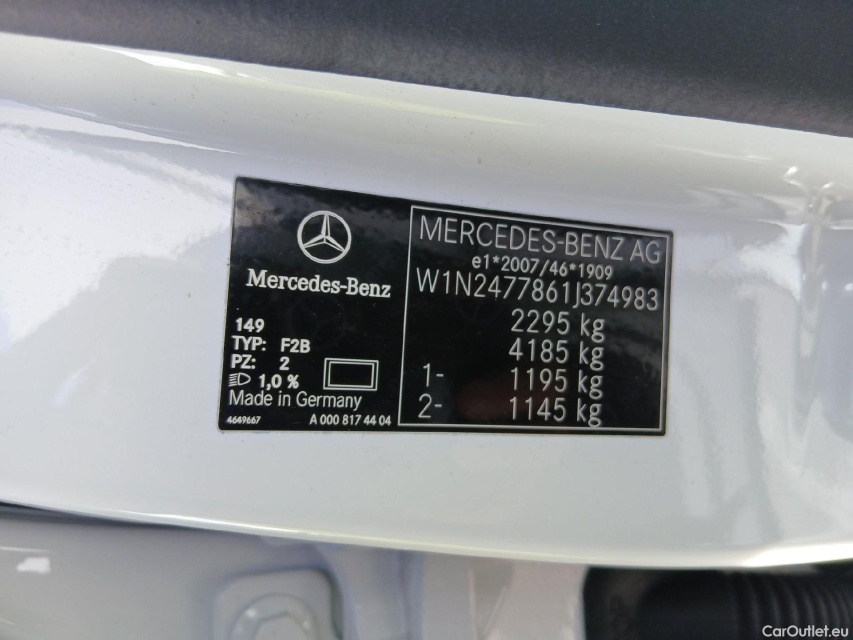 Mercedes-Benz
149
TYP: F2B
PZ: 2
1,0 %
Made in Germany
4649667 A 000 817 44 04
MERCEDES-BENZ AG
e1*2007/46*1909
W1N2477861J374983
2295 kg
4185 kg
1- 1195 kg
2- 1145 kg
CarOutlet.eu